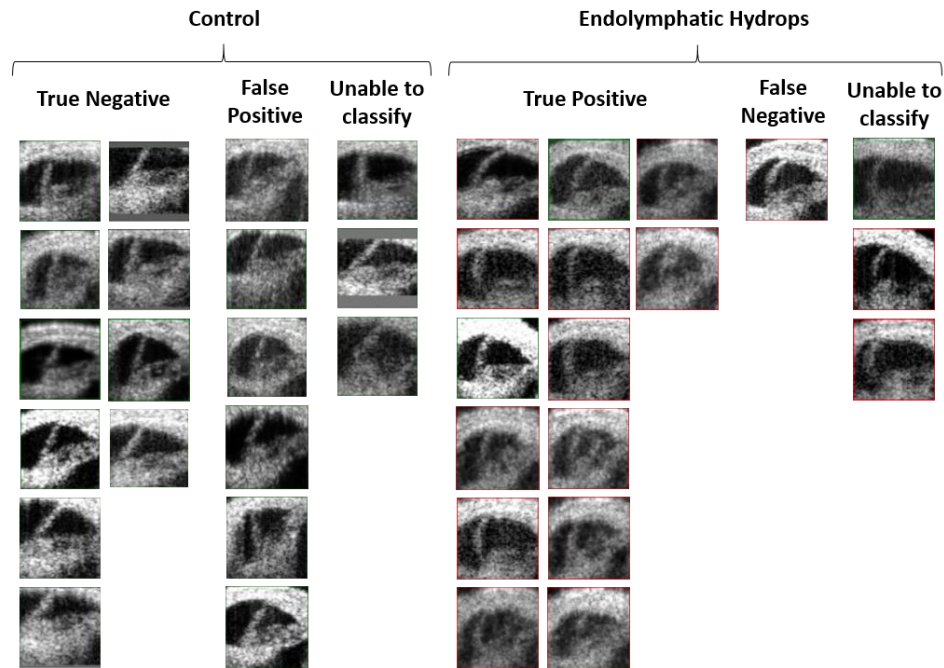 Control
Endolymphatic Hydrops
True Negative
False
Positive
Unable to
classify
True Positive
False
Negative
Unable to
classify